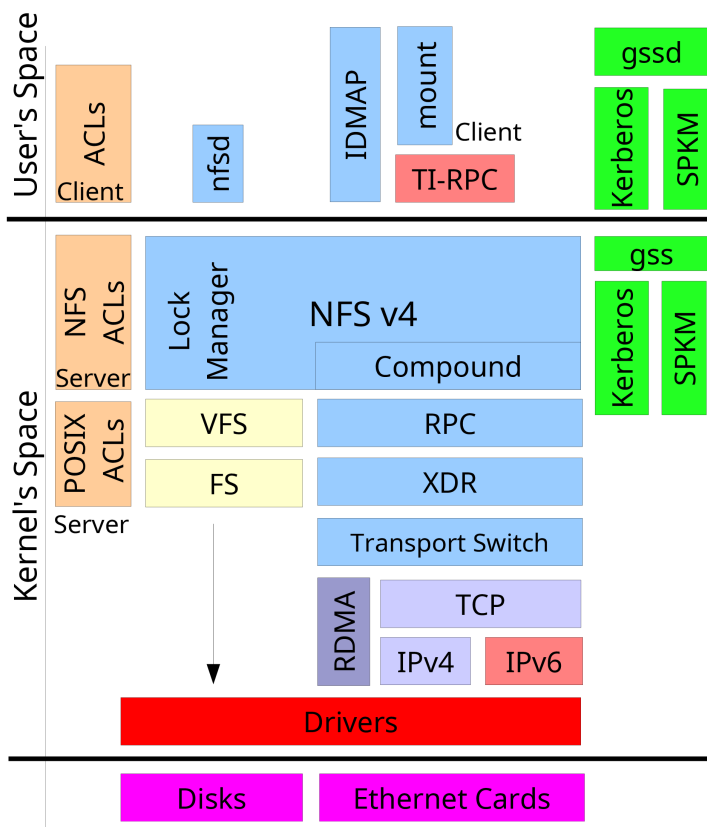 User's Space
ACLs
Client
nfsd
IDMAP
mount
Client
TI-RPC
gssd
Kerberos
SPKM
Kernel's Space
NFS
ACLs
Server
POSIX
ACLs
Server
Lock
Manager
NFS v4
Compound
VFS
FS
RPC
XDR
Transport Switch
RDMA
TCP
IPv4
IPv6
gss
Kerberos
SPKM
Drivers
Disks
Ethernet Cards